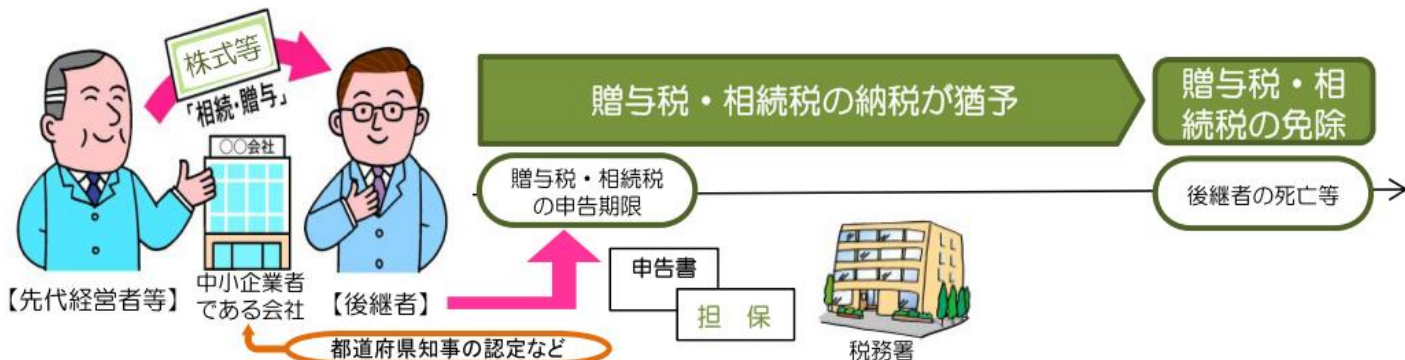 株式等
「相続・贈与」
〇〇会社
【先代経営者等】
中小企業者
である会社
【後継者】
都道府県知事の認定など
贈与税・相続税の納税が猶予
贈与税・相
続税の免除
贈与税・相続税
の申告期限
後継者の死亡等
申告書
担　保
税務署